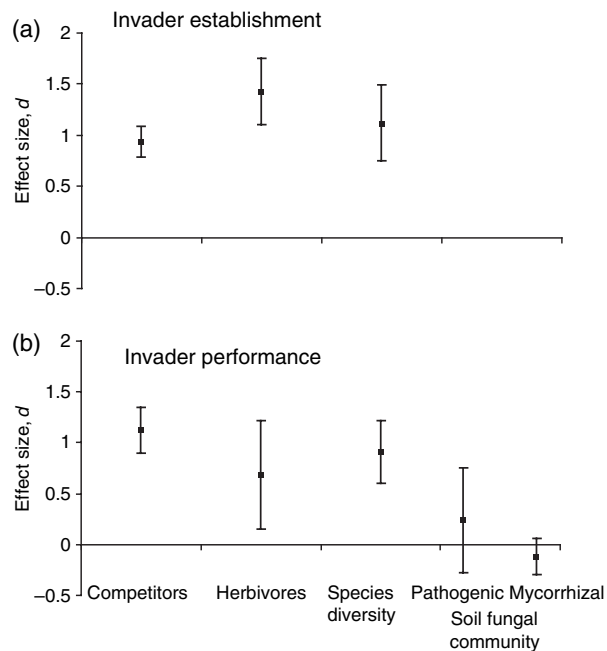 (a) Invader establishment
2
1.5
1
0.5
0
−0.5
Effect size, d
(b) Invader performance
2
1.5
1
0.5
0
−0.5
Effect size, d
Competitors Herbivores Species diversity Pathogenic Mycorrhizal
Soil fungal
community